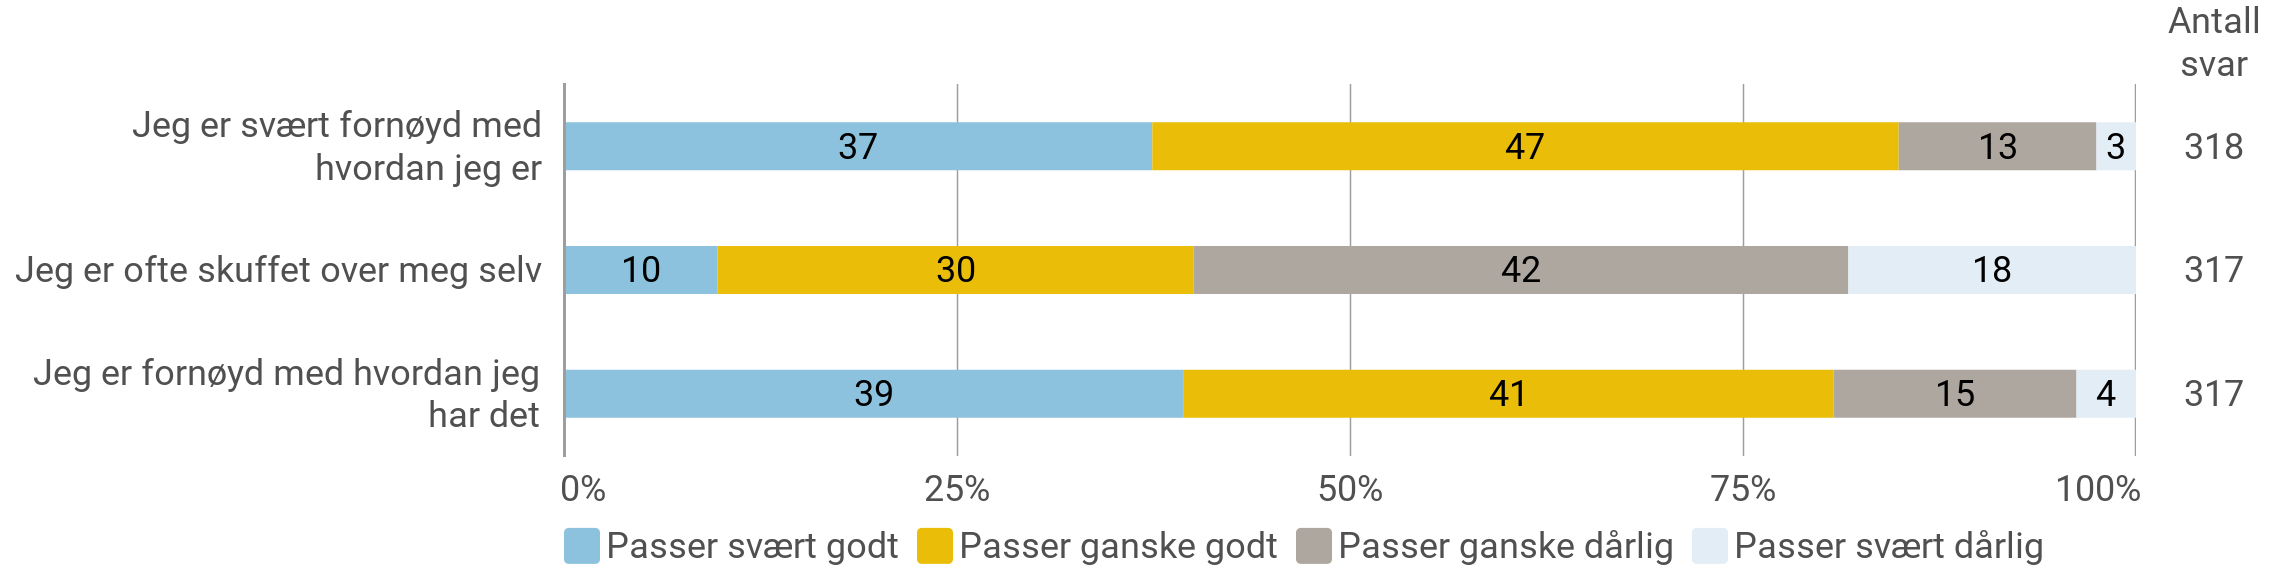 Antall
svar
Jeg er svært fornøyd med
hvordan jeg er
37 47 13 3 318
Jeg er ofte skuffet over meg selv
10 30 42 18 317
Jeg er fornøyd med hvordan jeg
har det
39 41 15 4 317
0% 25% 50% 75% 100%
Passer svært godt Passer ganske godt Passer ganske dårlig Passer svært dårlig